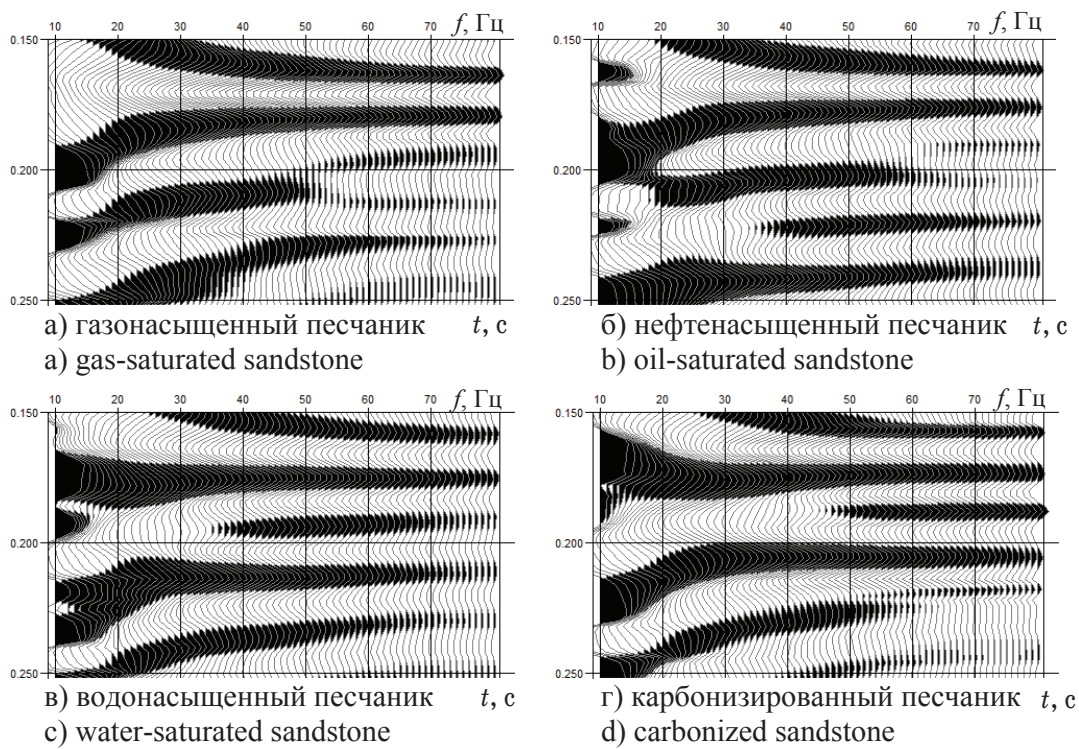 10 20 30 40 50 60 70 f, Гц
0.150
0.200
0.250
а) газонасыщенный песчаник t, с
a) gas-saturated sandstone
10 20 30 40 50 60 70 f, Гц
0.150
0.200
0.250
б) нефтенасыщенный песчаник t, с
b) oil-saturated sandstone
10 20 30 40 50 60 70 f, Гц
0.150
0.200
0.250
в) водонасыщенный песчаник t, с
c) water-saturated sandstone
10 20 30 40 50 60 70 f, Гц
0.150
0.200
0.250
г) карбонизированный песчаник t, с
d) carbonized sandstone